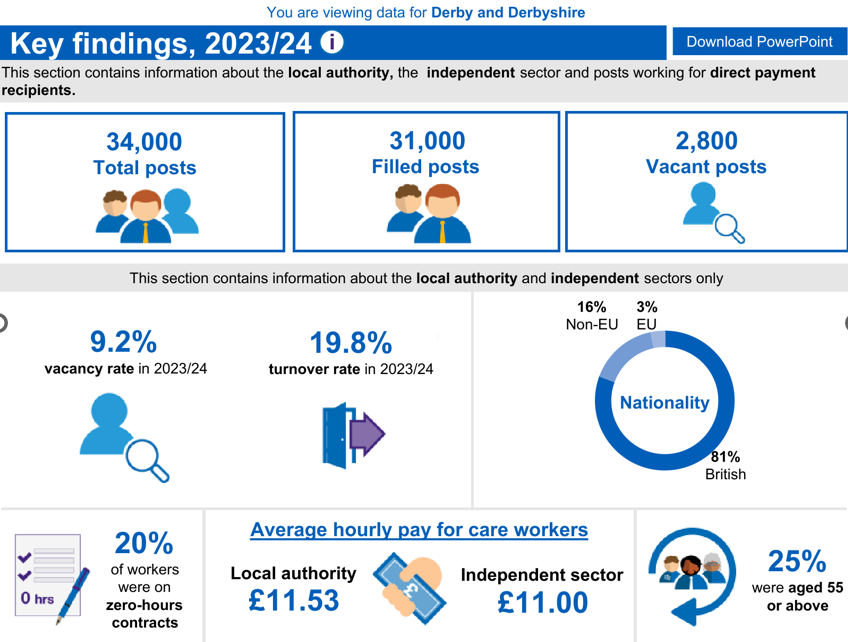 You are viewing data for Derby and Derbyshire
Key findings, 2023/24 i
Download PowerPoint
This section contains information about the local authority, the independent sector and posts working for direct payment
recipients.
34,000
Total posts
31,000
Filled posts
2,800
Vacant posts
This section contains information about the local authority and independent sectors only
9.2%
vacancy rate in 2023/24
19.8%
turnover rate in 2023/24
16%
Non-EU
3%
EU
Nationality
81%
British
0 hrs
20%
of workers
were on
zero-hours
contracts
Average hourly pay for care workers
Local authority
£11.53
£
Independent sector
£11.00
25%
were aged 55
or above